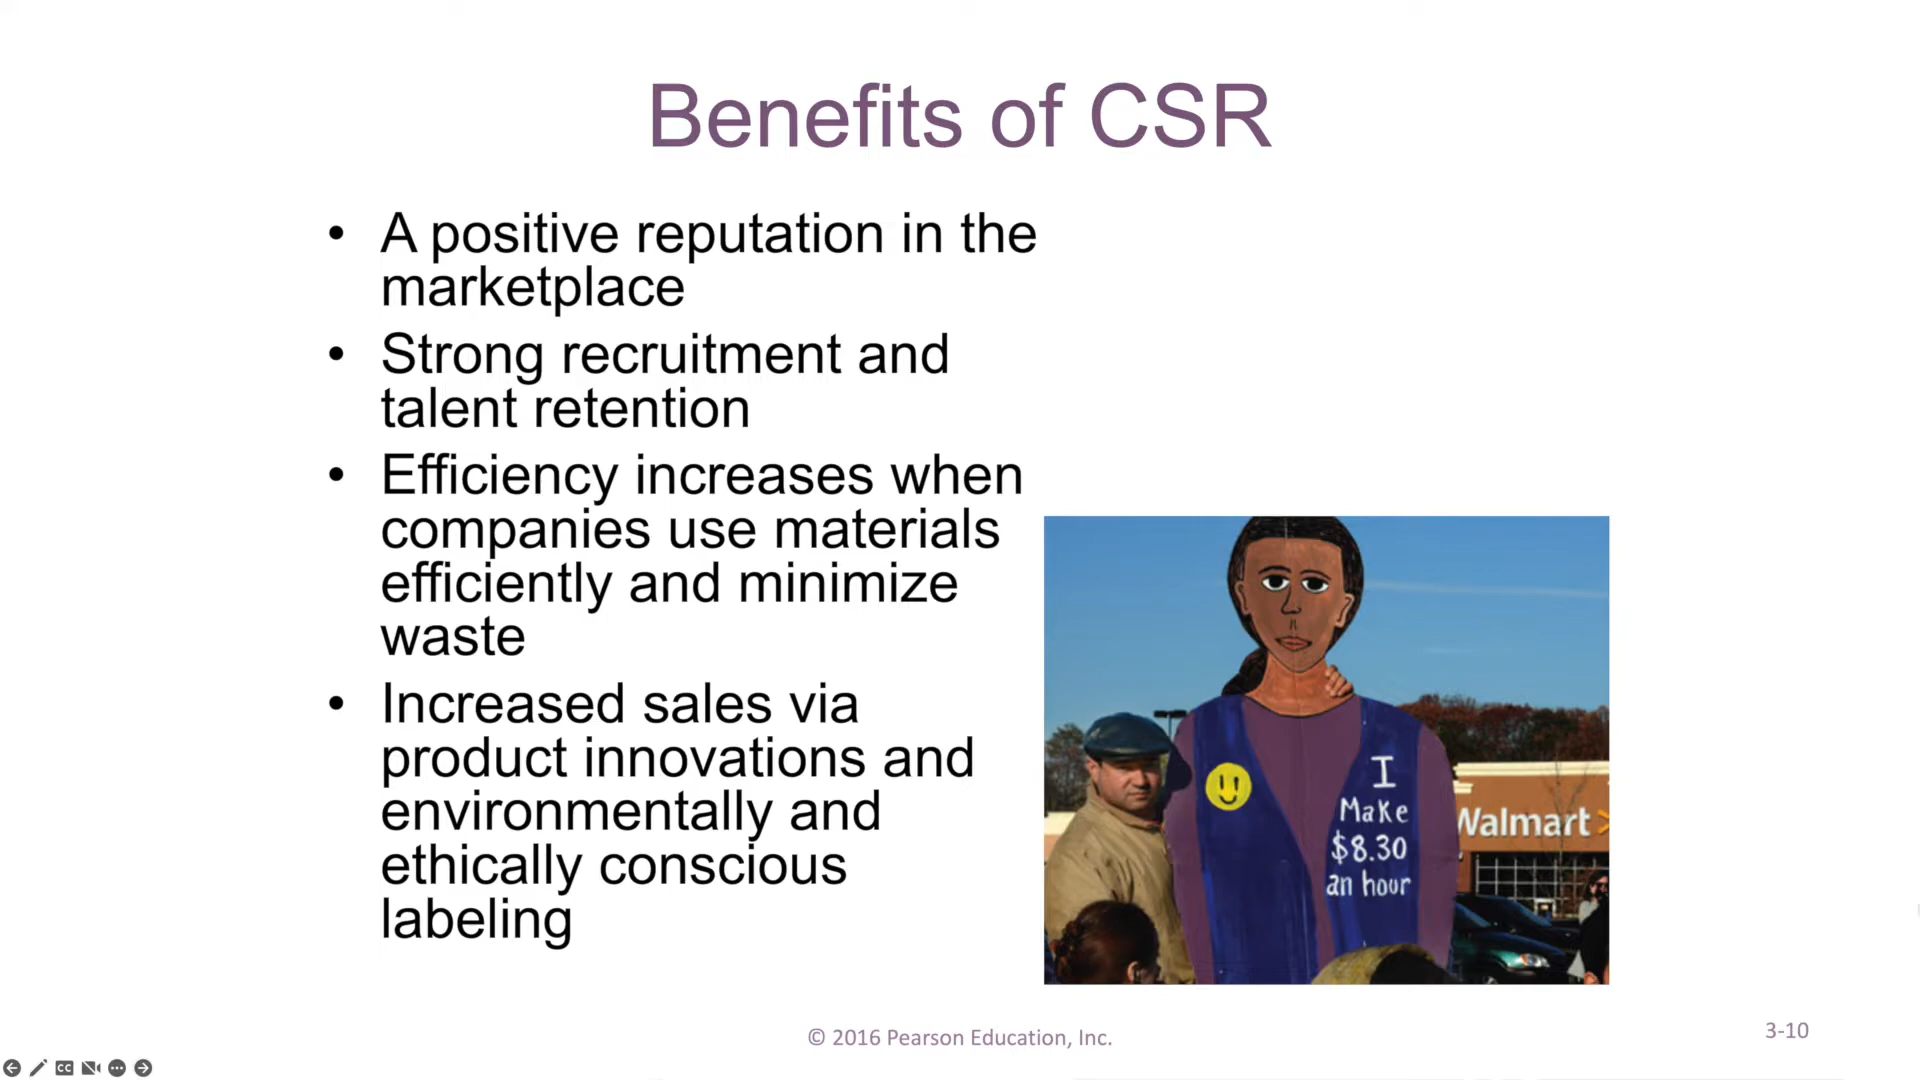 Benefits of CSR
• A positive reputation in the
marketplace
• Strong recruitment and
talent retention
• Efficiency increases when
companies use materials
efficiently and minimize
waste
• Increased sales via
product innovations and
environmentally and
ethically conscious
labeling
I
Make
$8.30
an hour
Walmart
© 2016 Pearson Education, Inc.
3-10
CC